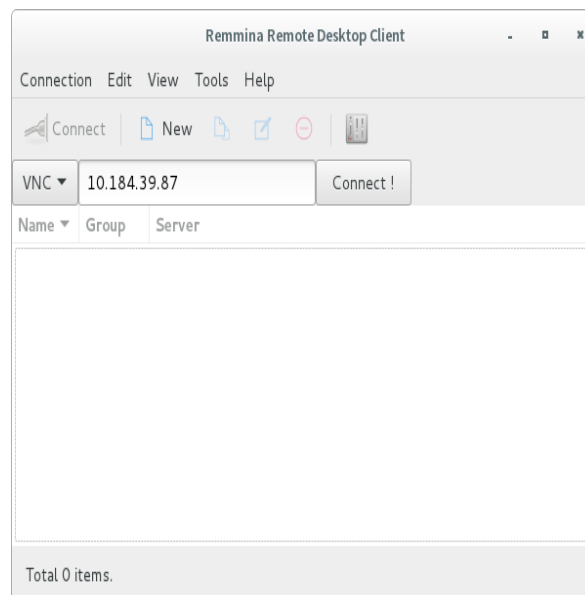 Remmina Remote Desktop Client
Connection Edit View Tools Help
Connect New
VNC 10.184.39.87 Connect !
Name Group Server
Total 0 items.